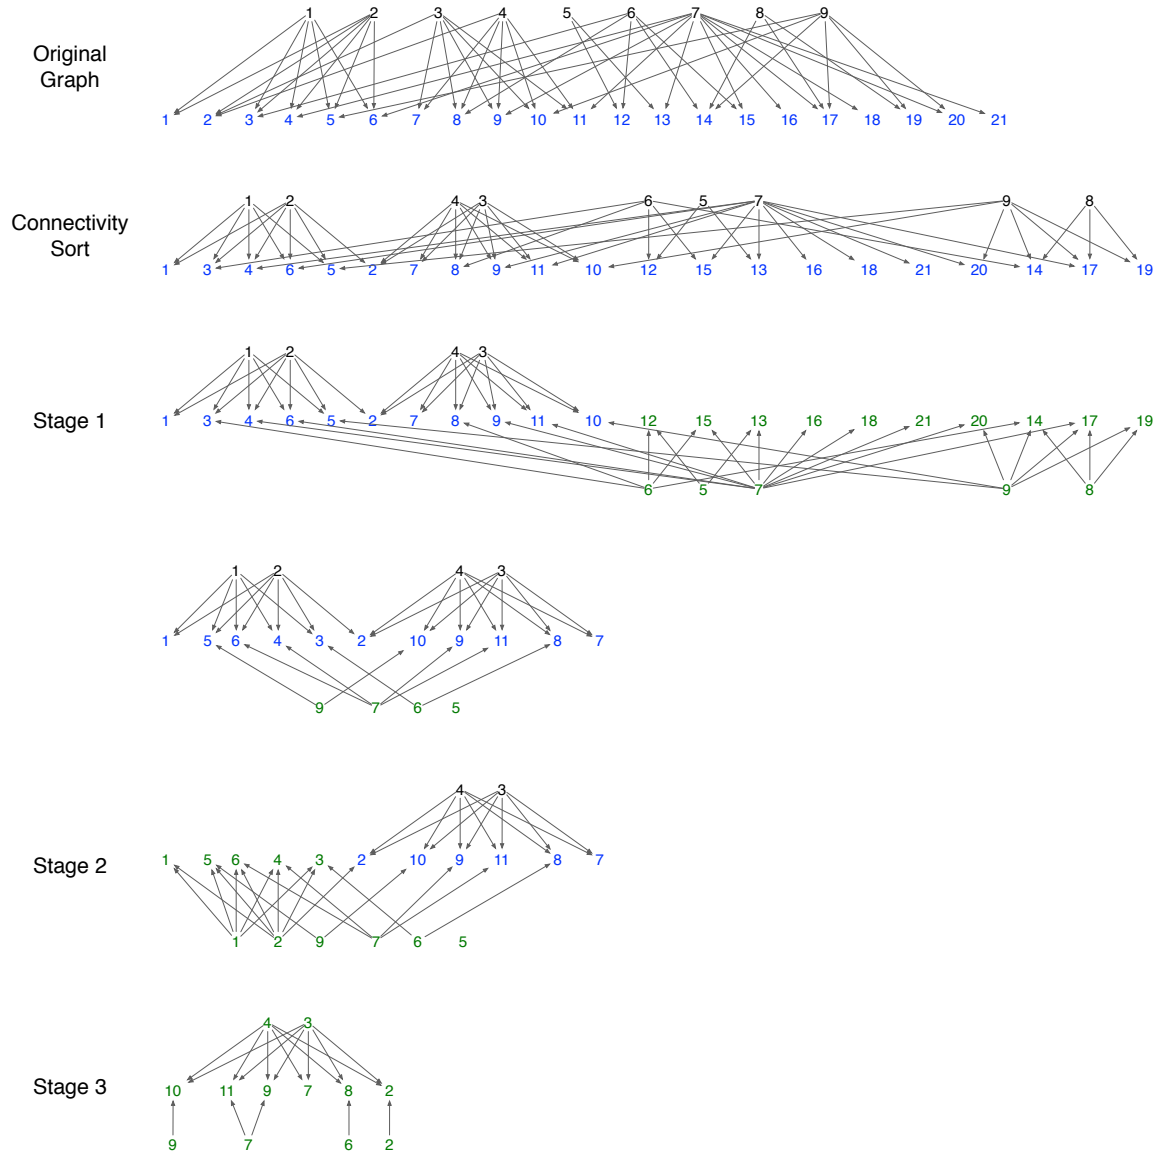 1 2 3 4 5 6 7 8 9
Original
Graph
1 2 3 4 5 6 7 8 9 10 11 12 13 14 15 16 17 18 19 20 21
1 2 4 3 6 5 7 9 8
Connectivity
Sort
1 3 4 6 5 2 7 8 9 11 10 12 15 13 16 18 21 20 14 17 19
1 2 4 3
Stage 1
1 3 4 6 5 2 7 8 9 11 10 12 15 13 16 18 21 20 14 17 19
6 5 7 9 8
1 2 4 3
1 5 6 4 3 2 10 9 11 8 7
9 7 6 5
4 3
Stage 2
1 5 6 4 3 2 10 9 11 8 7
1 2 9 7 6 5
4 3
Stage 3
10 11 9 7 8 2
9 7 6 2